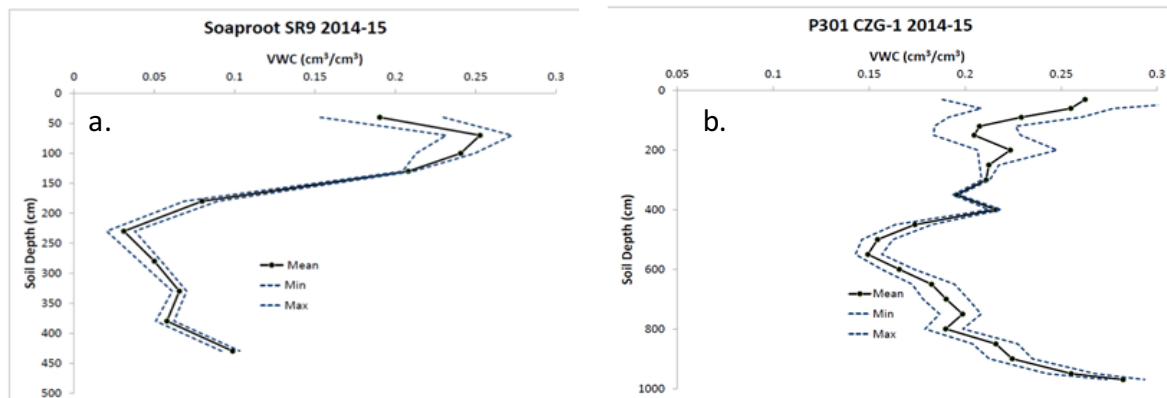 Soaproot SR9 2014-15
VWC (cm³/cm³)
0 0.05 0.1 0.15 0.2 0.25 0.3
0
50
100
150
200
250
300
350
400
450
500
Soil Depth (cm)
a.
Mean
Min
Max
P301 CZG-1 2014-15
VWC (cm³/cm³)
0.05 0.1 0.15 0.2 0.25 0.3
0
200
400
600
800
1000
Soil Depth (cm)
b.
Mean
Min
Max